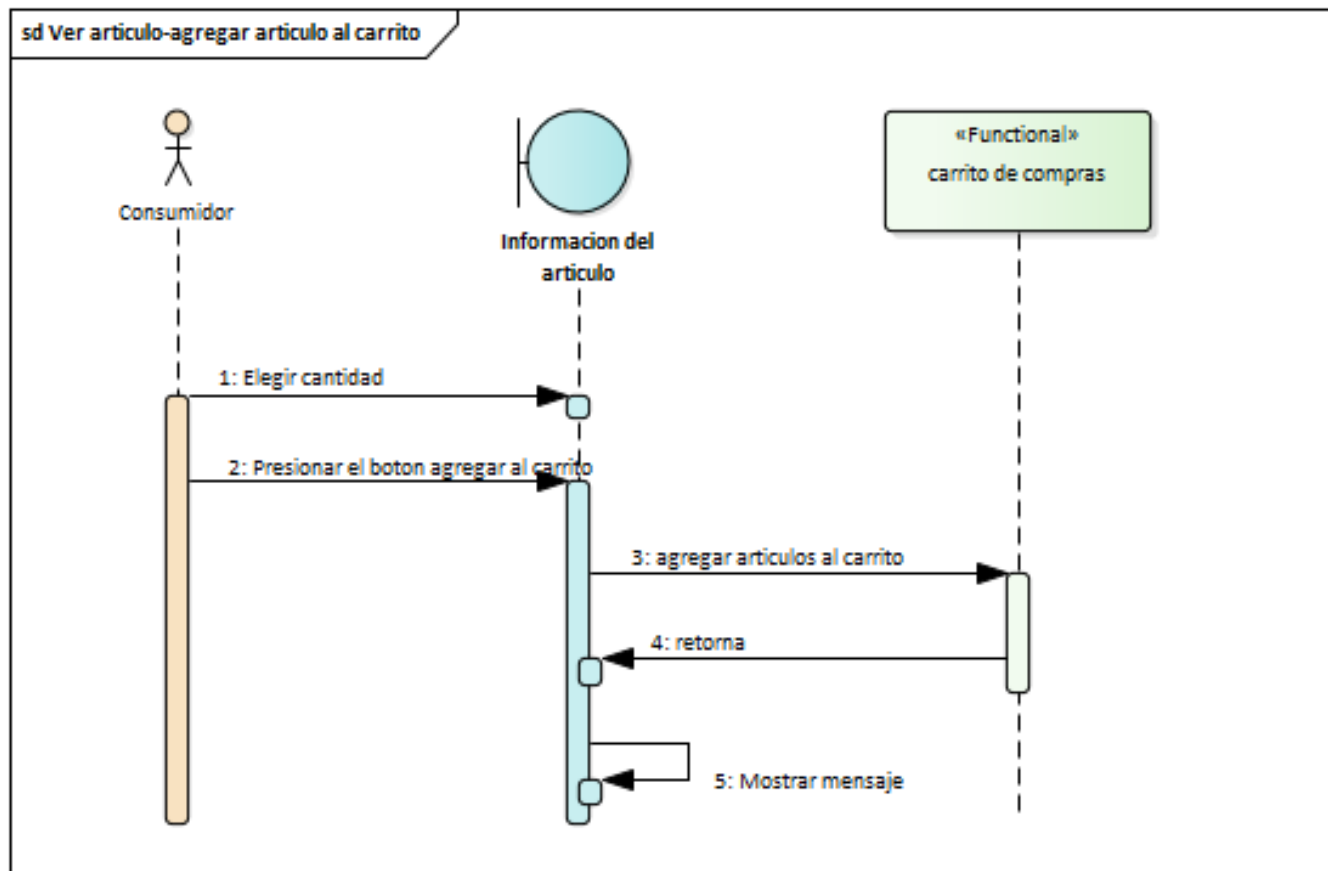 sd Ver articulo-agregar articulo al carrito
Consumidor
Informacion del
articulo
«Functional»
carrito de compras
1: Elegir cantidad
2: Presionar el boton agregar al carrito
3: agregar articulos al carrito
4: retorna
5: Mostrar mensaje